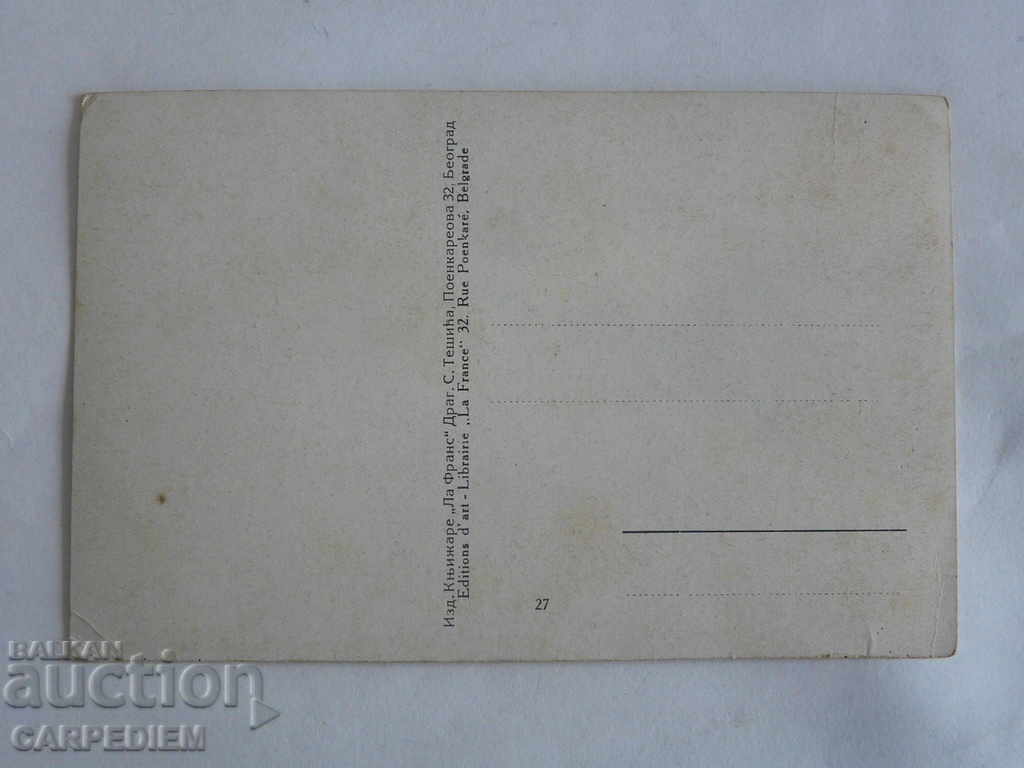 Изд. Књижаре „Ла Франс“ Драг. С. Тешића, Поенкареова 32, Београд
Editions d'art - Librairie „La France“ 32, Rue Poenkaré, Belgrade
27
BALKAN
auction
CARPEDIEM